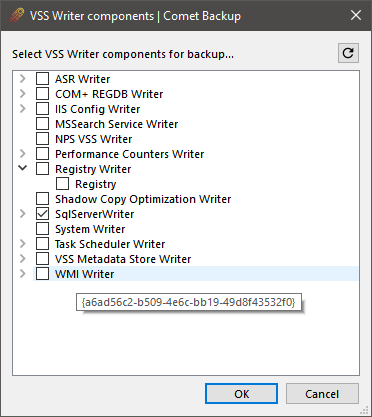 VSS Writer components | Comet Backup
Select VSS Writer components for backup...
ASR Writer
COM+ REGDB Writer
IIS Config Writer
MSSearch Service Writer
NPS VSS Writer
Performance Counters Writer
Registry Writer
Registry
Shadow Copy Optimization Writer
SqlServerWriter
System Writer
Task Scheduler Writer
VSS Metadata Store Writer
WMI Writer
{a6ad56c2-b509-4e6c-bb19-49d8f43532f0}
OK
Cancel